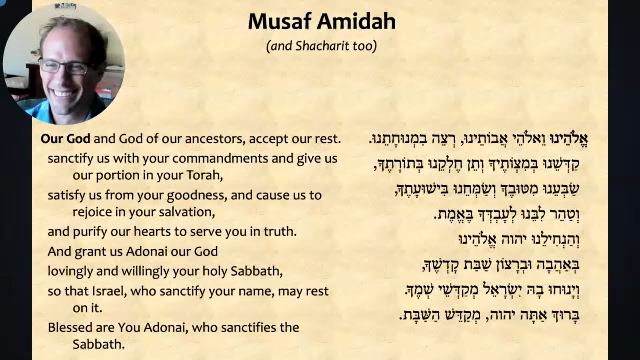 Musaf Amidah
(and Shacharit too)
Our God and God of our ancestors, accept our rest.
sanctify us with your commandments and give us
our portion in your Torah,
satisfy us from your goodness, and cause us to
rejoice in your salvation,
and purify our hearts to serve you in truth.
And grant us Adonai our God
lovingly and willingly your holy Sabbath,
so that Israel, who sanctify your name, may rest
on it.
Blessed are You Adonai, who sanctifies the
Sabbath.
אֱלֹהֵינוּ וֵאלֹהֵי אֲבוֹתֵינוּ, רְצֵה בִמְנוּחָתֵנוּ.
קַדְּשֵׁנוּ בְּמִצְוֹתֶיךָ וְתֵן חֶלְקֵנוּ בְּתוֹרָתֶךָ,
שַׂבְּעֵנוּ מִטּוּבֶךָ וְשַׂמְּחֵנוּ בִּישׁוּעָתֶךָ,
וְטַהֵר לִבֵּנוּ לְעָבְדְּךָ בֶּאֱמֶת.
וְהַנְחִילֵנוּ יהוה אֱלֹהֵינוּ
בְּאַהֲבָה וּבְרָצוֹן שַׁבַּת קָדְשֶׁךָ,
וְיָנוּחוּ בָהּ יִשְׂרָאֵל מְקַדְּשֵׁי שְׁמֶךָ.
בָּרוּךְ אַתָּה יהוה, מְקַדֵּשׁ הַשַּׁבָּת.